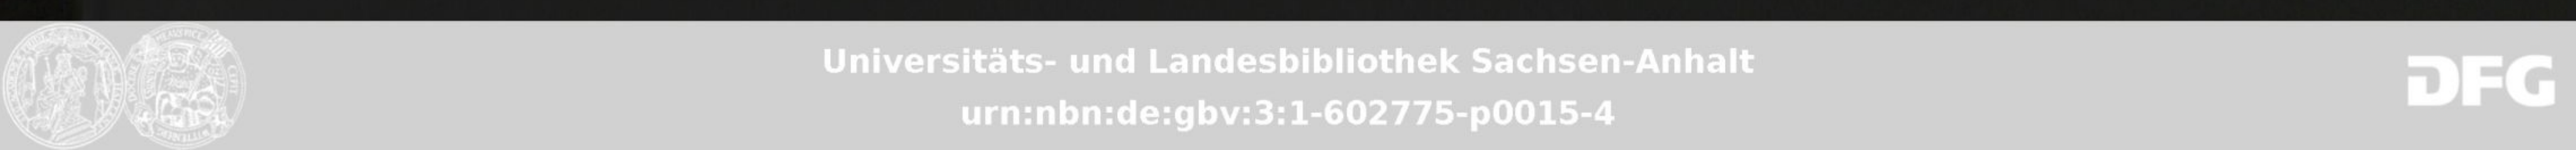 Universitäts- und Landesbibliothek Sachsen-Anhalt
urn:nbn:de:gbv:3:1-602775-p0015-4
DFG